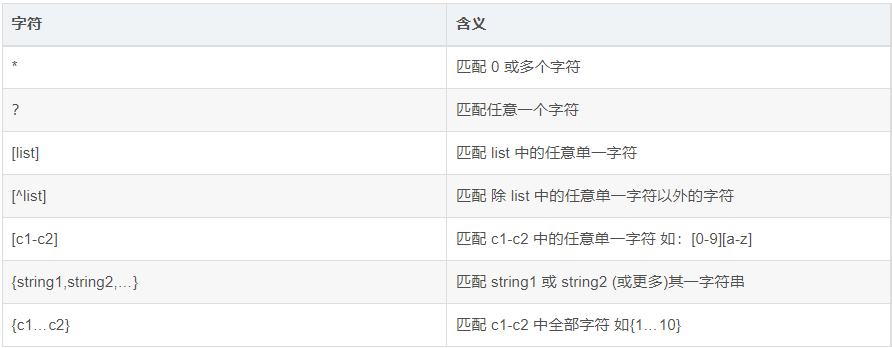 字符 含义
* 匹配 0 或多个字符
? 匹配任意一个字符
[list] 匹配 list 中的任意单一字符
[^list] 匹配 除 list 中的任意单一字符以外的字符
[c1-c2] 匹配 c1-c2 中的任意单一字符 如：[0-9][a-z]
{string1,string2,…} 匹配 string1 或 string2 (或更多)其一字符串
{c1…c2} 匹配 c1-c2 中全部字符 如{1…10}